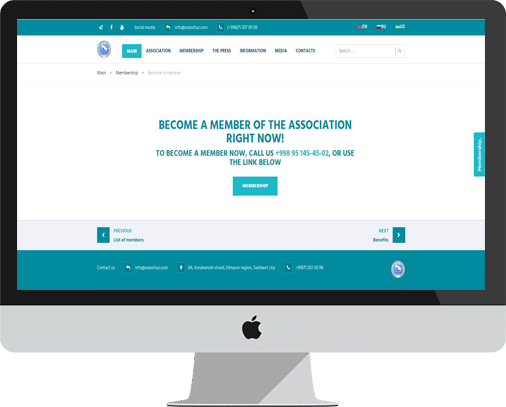 Social media info@exportuz.com (+998)71 207 00 98 EN RU UZ
MAIN ASSOCIATION MEMBERSHIP THE PRESS INFORMATION MEDIA CONTACTS Search...
Main Membership Become a member
BECOME A MEMBER OF THE ASSOCIATION
RIGHT NOW!
TO BECOME A MEMBER NOW, CALL US +998 95 145-45-02, OR USE
THE LINK BELOW
MEMBERSHIP
Membership
PREVIOUS NEXT
List of members Benefits
Contact us info@exportuz.com 6A, Korakamish street, Olmazor region, Tashkent city +99871 207 00 98